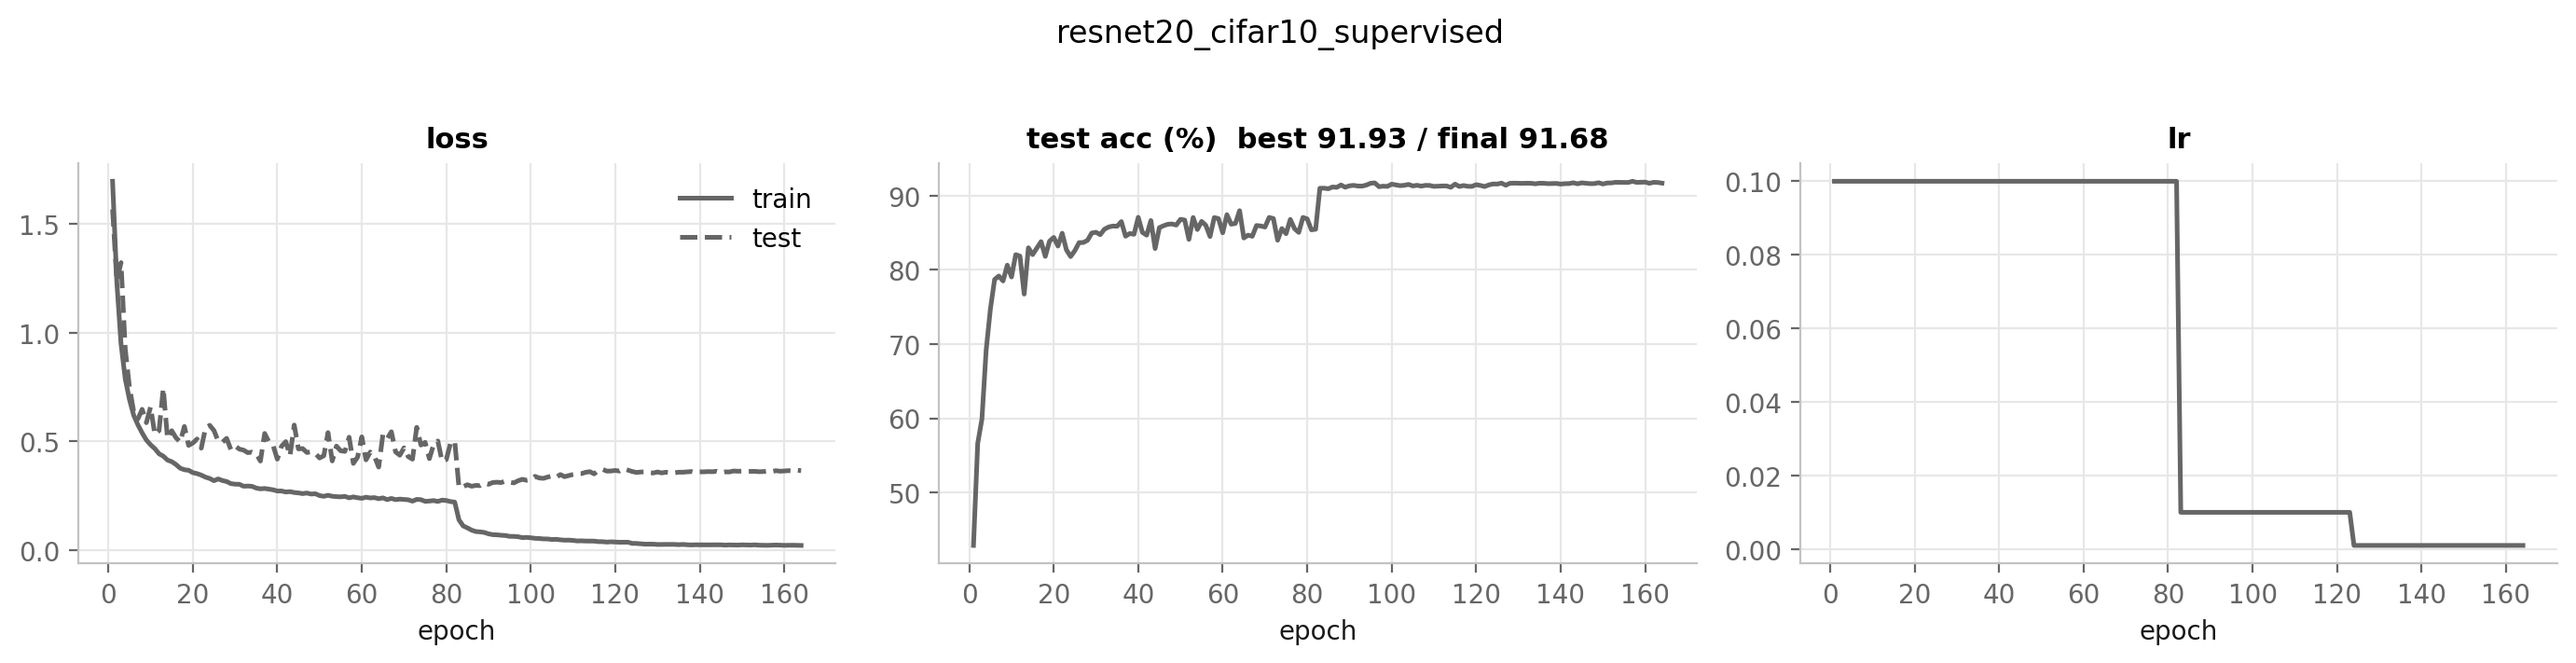 resnet20_cifar10_supervised
loss
train
test
1.5
1.0
0.5
0.0
0 20 40 60 80 100 120 140 160
epoch
test acc (%)  best 91.93 / final 91.68
90
80
70
60
50
0 20 40 60 80 100 120 140 160
epoch
lr
0.10
0.08
0.06
0.04
0.02
0.00
0 20 40 60 80 100 120 140 160
epoch